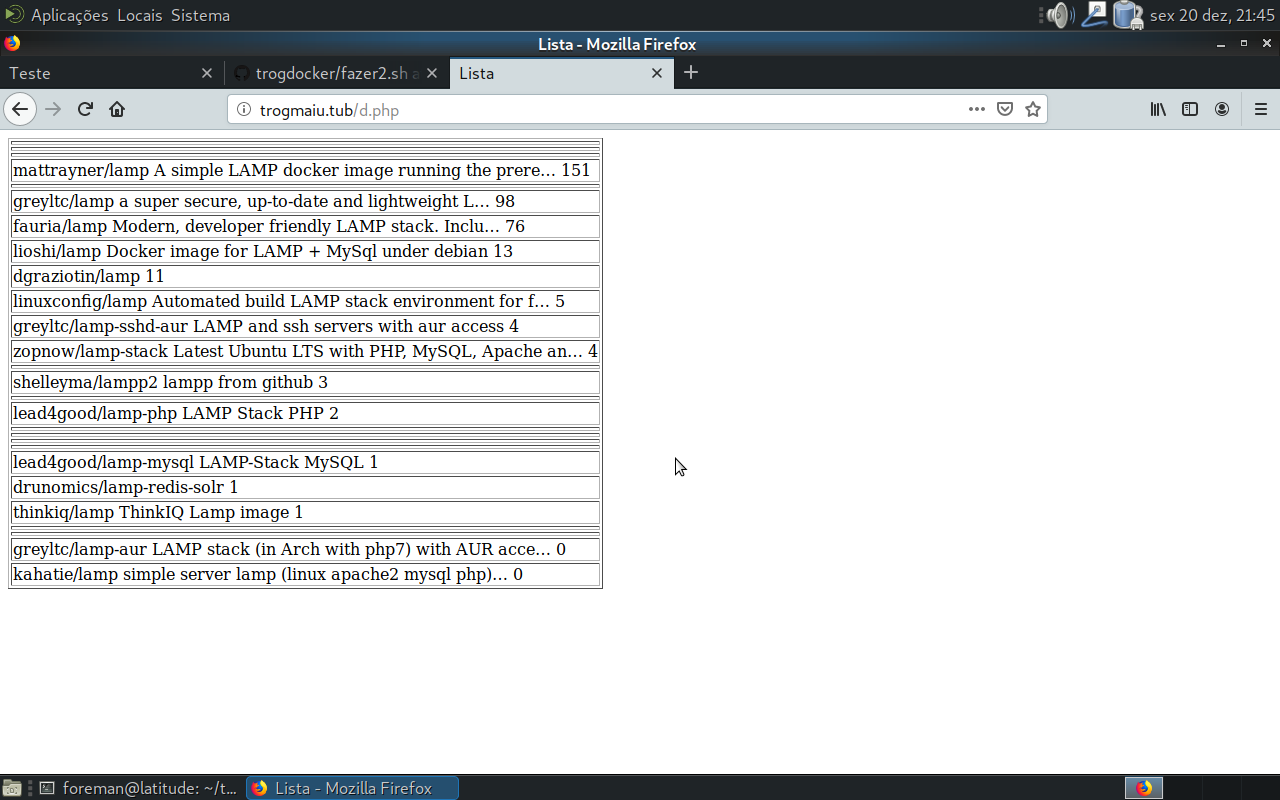 Aplicações Locais Sistema sex 20 dez, 21:45
Lista - Mozilla Firefox
Teste trogdocker/fazer2.sh Lista
trogmaiu.tub/d.php
mattrayner/lamp A simple LAMP docker image running the prere... 151
greyltc/lamp a super secure, up-to-date and lightweight L... 98
fauria/lamp Modern, developer friendly LAMP stack. Inclu... 76
lioshi/lamp Docker image for LAMP + MySql under debian 13
dgraziotin/lamp 11
linuxconfig/lamp Automated build LAMP stack environment for f... 5
greyltc/lamp-sshd-aur LAMP and ssh servers with aur access 4
zopnow/lamp-stack Latest Ubuntu LTS with PHP, MySQL, Apache an... 4
shelleyma/lampp2 lampp from github 3
lead4good/lamp-php LAMP Stack PHP 2
lead4good/lamp-mysql LAMP-Stack MySQL 1
drunomics/lamp-redis-solr 1
thinkiq/lamp ThinkIQ Lamp image 1
greyltc/lamp-aur LAMP stack (in Arch with php7) with AUR acce... 0
kahatie/lamp simple server lamp (linux apache2 mysql php)... 0
foreman@latitude: ~/t... Lista - Mozilla Firefox